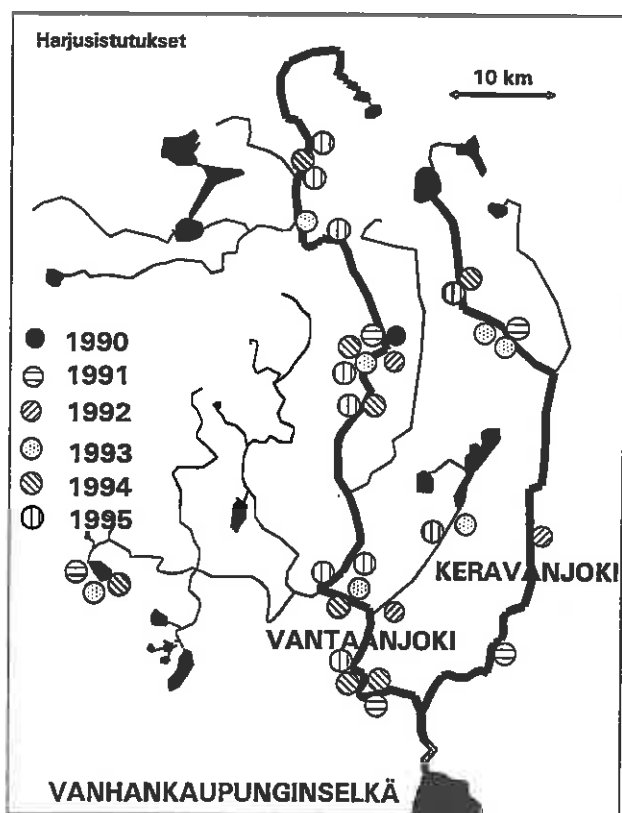 Harjusistutukset
10 km
1990
1991
1992
1993
1994
1995
KERAVANJOKI
VANTAANJOKI
VANHANKAUPUNGINSELKÄ